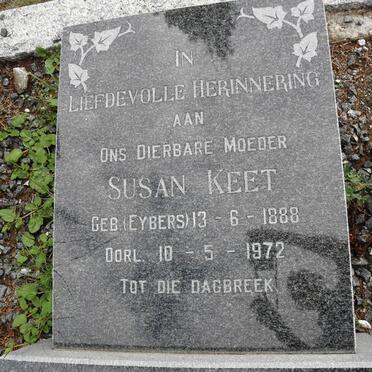 IN
LIEFDEVOLLE HERINNERING
AAN
ONS DIERBARE MOEDER
SUSAN KEET
GEB.(EYBERS) 13 - 6 - 1888
OORL. 10 - 5 - 1972
TOT DIE DAGBREEK